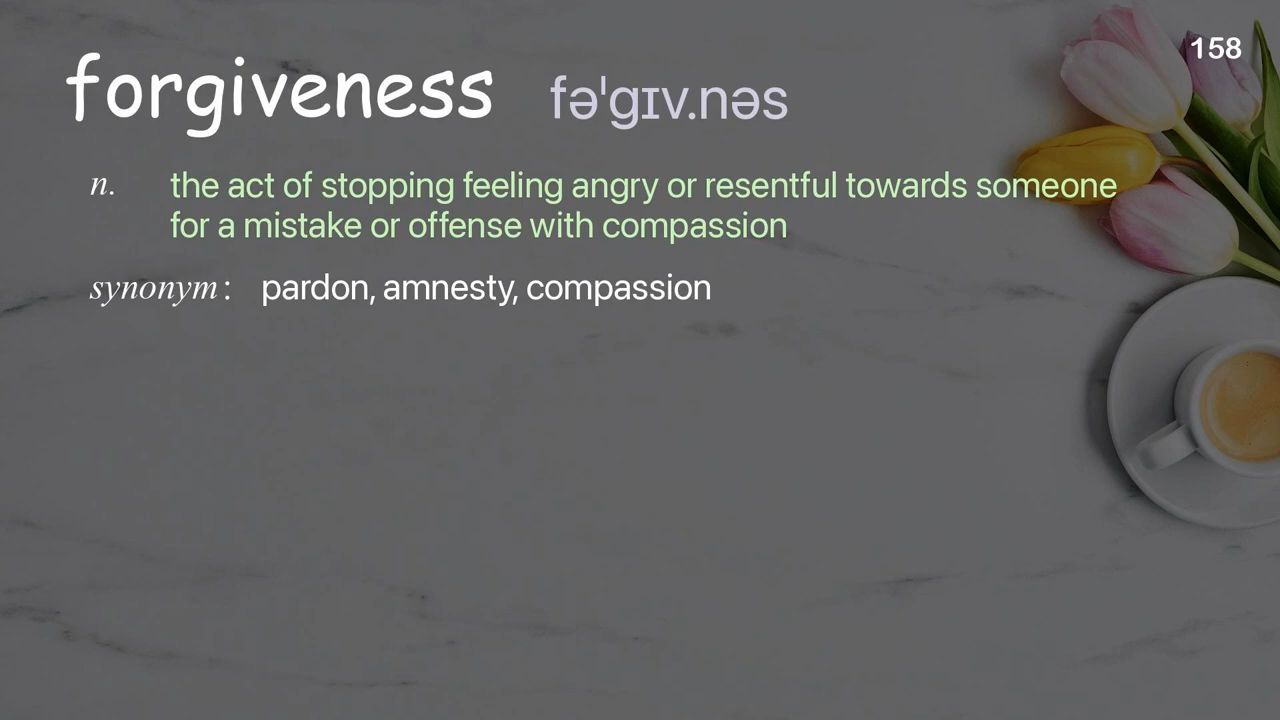 158
forgiveness fəˈgɪv.nəs
n. the act of stopping feeling angry or resentful towards someone
for a mistake or offense with compassion
synonym: pardon, amnesty, compassion